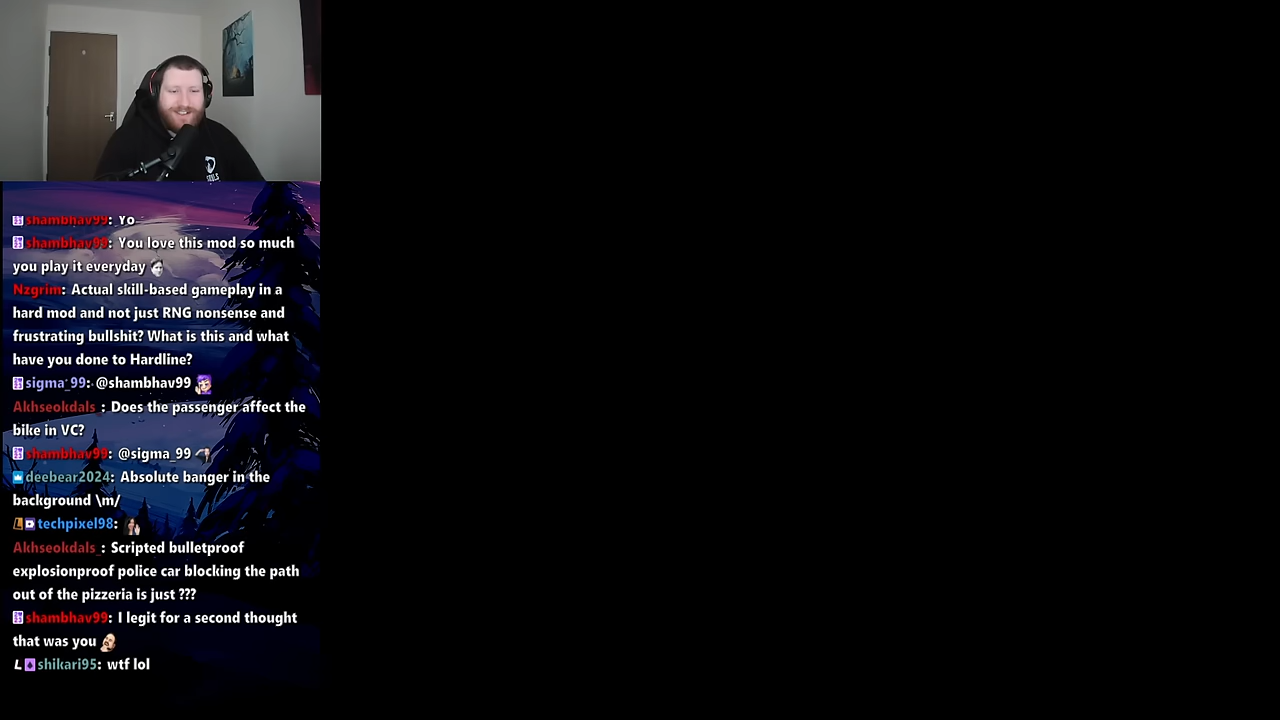 shambhav99: Yo
shambhav99: You love this mod so much
you play it everyday
Nzgrim: Actual skill-based gameplay in a
hard mod and not just RNG nonsense and
frustrating bullshit? What is this and what
have you done to Hardline?
sigma_99: @shambhav99
Akhseokdals_: Does the passenger affect the
bike in VC?
shambhav99: @sigma_99
deebear2024: Absolute banger in the
background \m/
techpixel98:
Akhseokdals_: Scripted bulletproof
explosionproof police car blocking the path
out of the pizzeria is just ???
shambhav99: I legit for a second thought
that was you
shikari95: wtf lol